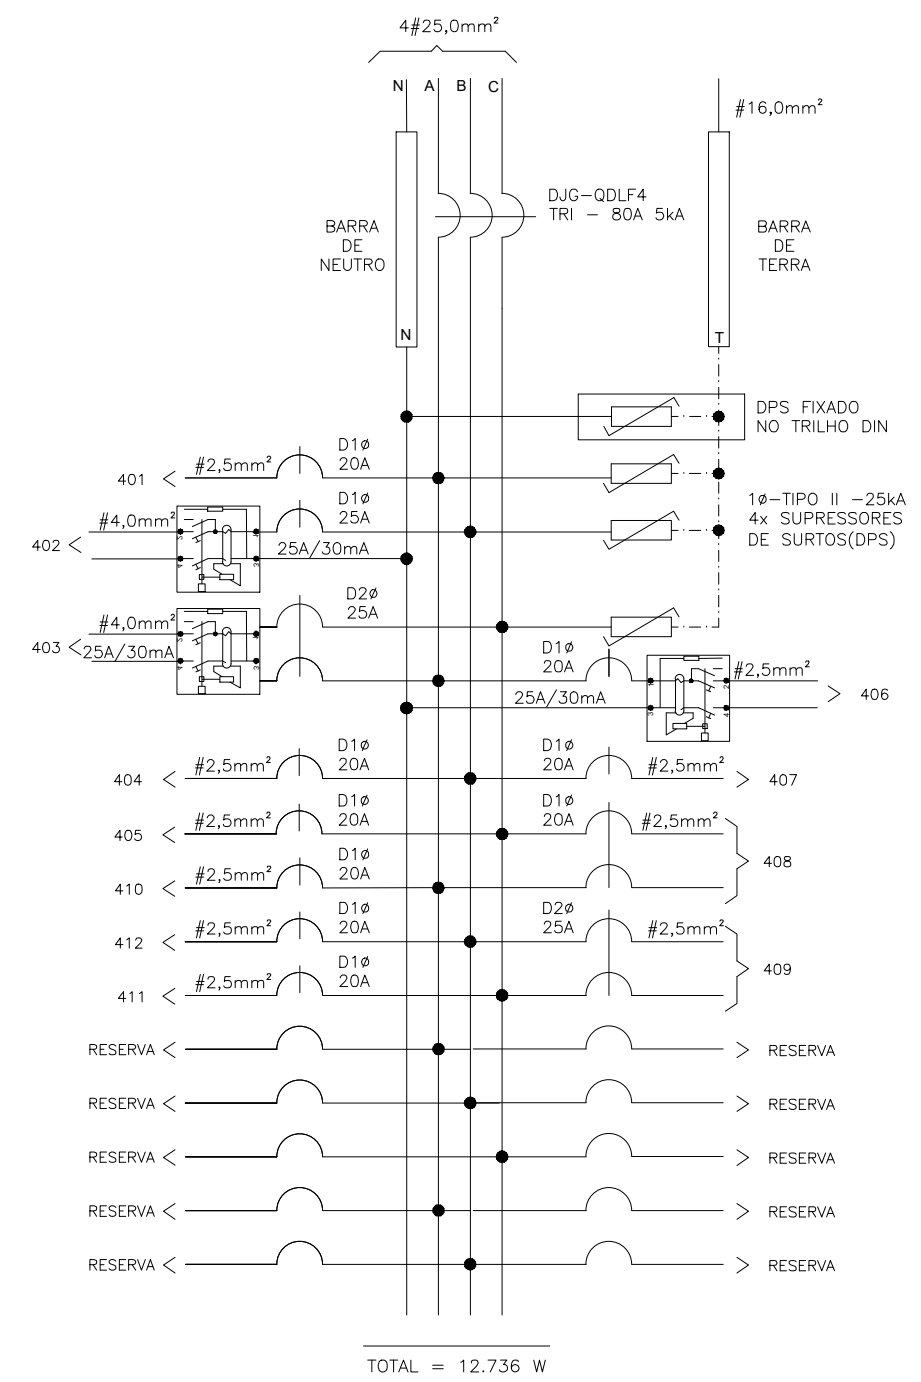 4#25,0mm²
N A B C
#16,0mm²
DJG-QDLF4
TRI - 80A 5kA
BARRA
DE
NEUTRO
BARRA
DE
TERRA
N
T
DPS FIXADO
NO TRILHO DIN
1ø-TIPO II -25kA
4x SUPRESSORES
DE SURTOS(DPS)
401
#2,5mm²
D1ø
20A
402
#4,0mm²
D1ø
25A
25A/30mA
403
#4,0mm²
25A/30mA
D2ø
25A
D1ø
20A
25A/30mA
#2,5mm²
406
404
#2,5mm²
D1ø
20A
D1ø
20A
#2,5mm²
407
405
#2,5mm²
D1ø
20A
D1ø
20A
#2,5mm²
408
410
#2,5mm²
D1ø
20A
412
#2,5mm²
D1ø
20A
D2ø
25A
#2,5mm²
409
411
#2,5mm²
D1ø
20A
RESERVA RESERVA
RESERVA RESERVA
RESERVA RESERVA
RESERVA RESERVA
RESERVA RESERVA
TOTAL = 12.736 W